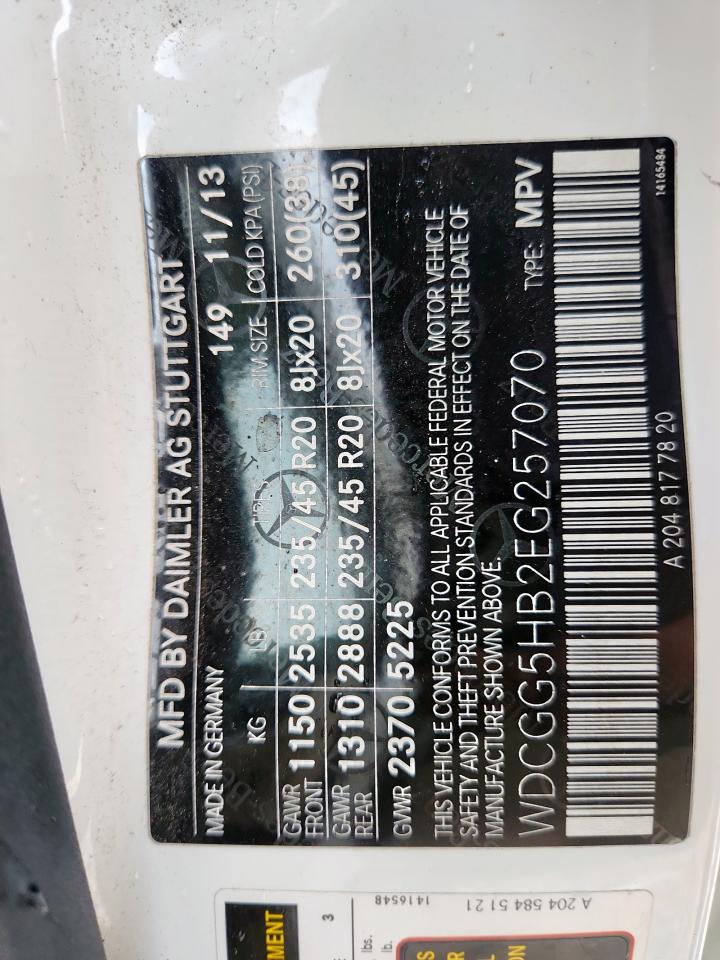 MFD BY DAIMLER AG STUTTGART
MADE IN GERMANY 149 11/13
KG LB TIRE RIM-SIZE COLD KPA (PSI)
GAWR FRONT 1150 2535 235/45 R20 8Jx20 260(38)
GAWR REAR 1310 2888 235/45 R20 8Jx20 310(45)
GVWR 2370 5225
THIS VEHICLE CONFORMS TO ALL APPLICABLE FEDERAL MOTOR VEHICLE
SAFETY AND THEFT PREVENTION STANDARDS IN EFFECT ON THE DATE OF
MANUFACTURE SHOWN ABOVE.
WDCGG5HB2EG257070 TYPE: MPV
A 204 817 78 20
14165484
A 204 584 51 21
1416548
3
lbs.
lb.